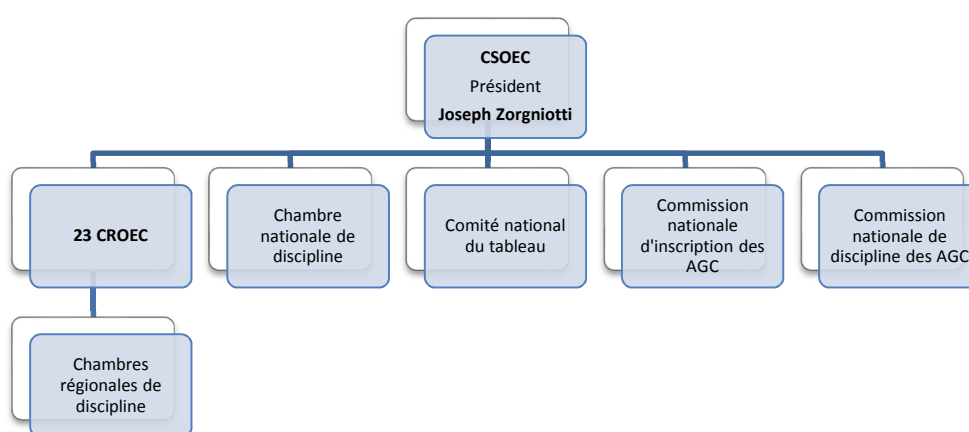 CSOEC
Président
Joseph Zorgniotti
23 CROEC
Chambre
nationale de
discipline
Comité national
du tableau
Commission
nationale
d'inscription des
AGC
Commission
nationale de
discipline des AGC
Chambres
régionales de
discipline